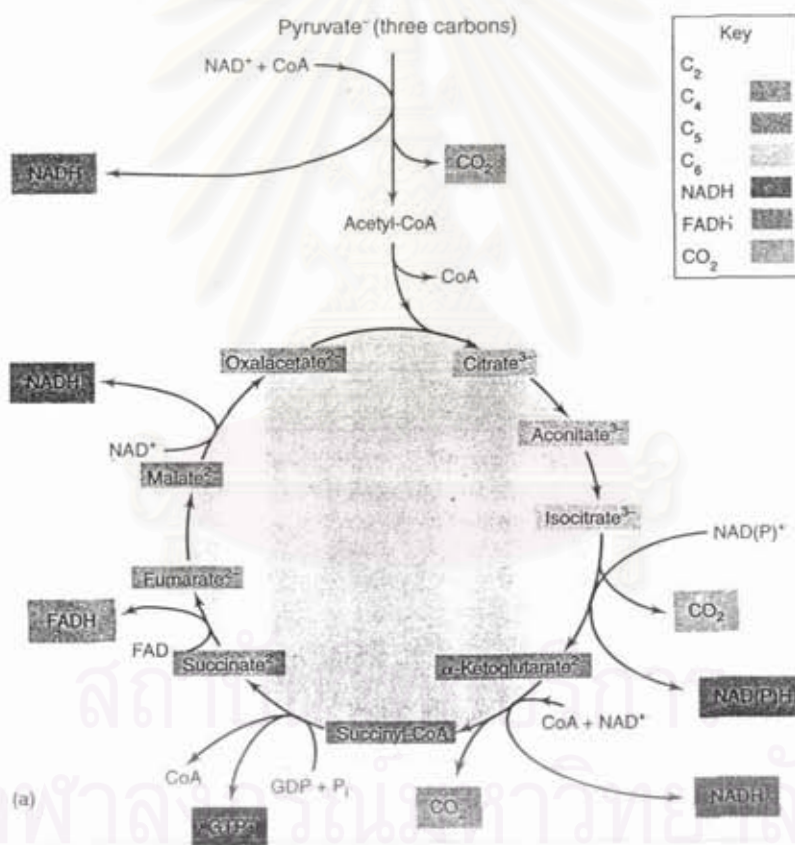 Pyruvate⁻ (three carbons)
NAD⁺ + CoA
NADH
CO₂
Acetyl-CoA
CoA
Key
C₂
C₄
C₅
C₆
NADH
FADH
CO₂
Oxalacetate²⁻
Citrate³⁻
NADH
Aconitate³⁻
NAD⁺
Malate²⁻
Isocitrate³⁻
NAD(P)⁺
Fumarate²⁻
CO₂
FADH
FAD
Succinate²⁻
α-Ketoglutarate²⁻
NAD(P)H
CoA + NAD⁺
Succinyl-CoA
CoA
GDP + Pᵢ
CO₂
NADH
(a)
GTP